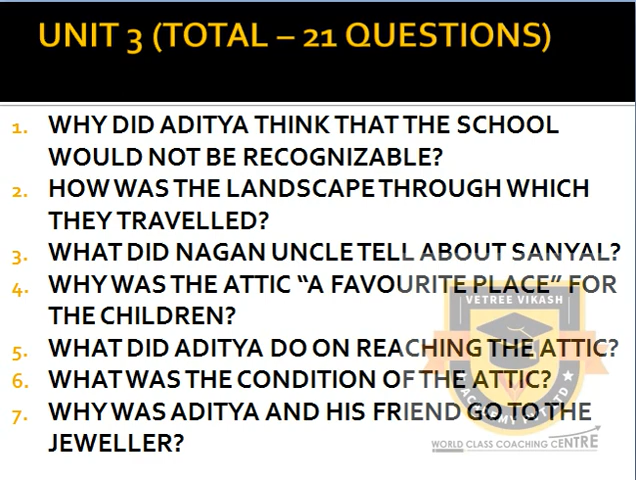 UNIT 3 (TOTAL – 21 QUESTIONS)
1. WHY DID ADITYA THINK THAT THE SCHOOL
WOULD NOT BE RECOGNIZABLE?
2. HOW WAS THE LANDSCAPE THROUGH WHICH
THEY TRAVELLED?
3. WHAT DID NAGAN UNCLE TELL ABOUT SANYAL?
4. WHY WAS THE ATTIC “A FAVOURITE PLACE” FOR
THE CHILDREN?
5. WHAT DID ADITYA DO ON REACHING THE ATTIC?
6. WHAT WAS THE CONDITION OF THE ATTIC?
7. WHY WAS ADITYA AND HIS FRIEND GO TO THE
JEWELLER?
VETREE VIKASH
ACADEMY PVT LTD
WORLD CLASS COACHING CENTRE